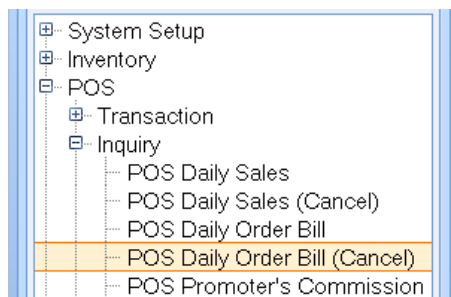 System Setup
Inventory
POS
Transaction
Inquiry
POS Daily Sales
POS Daily Sales (Cancel)
POS Daily Order Bill
POS Daily Order Bill (Cancel)
POS Promoter's Commission